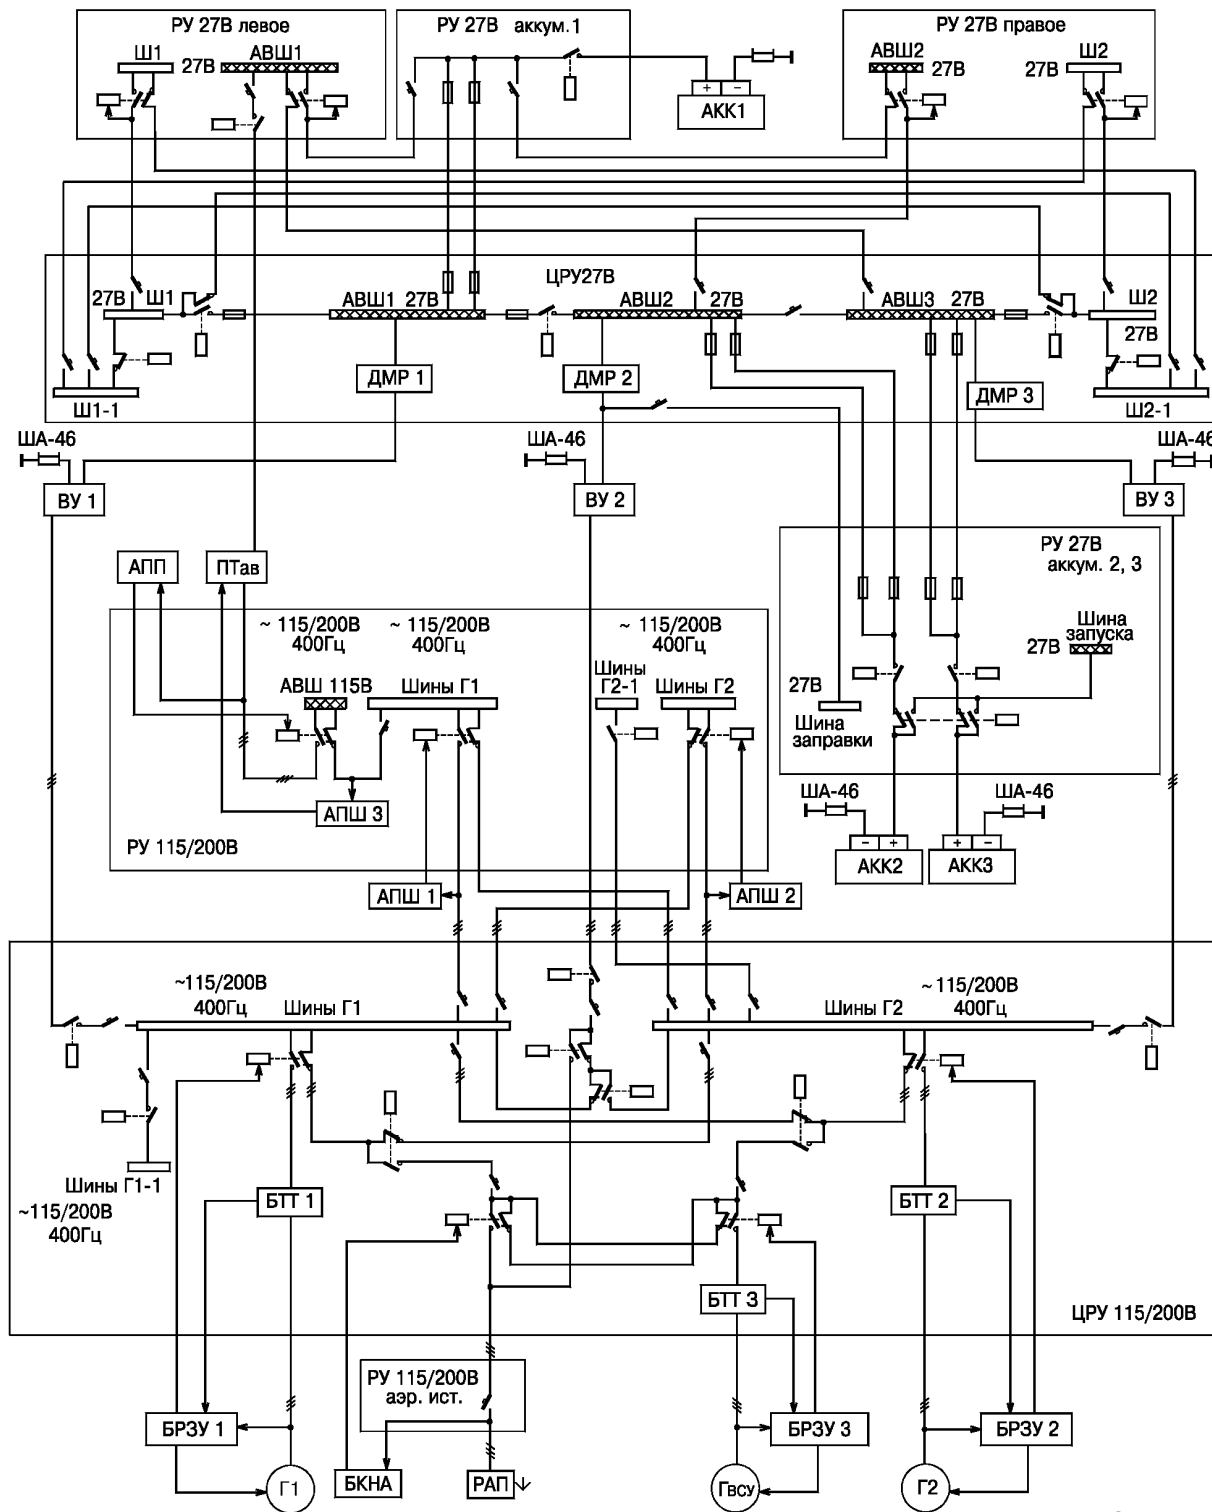 РУ 27В левое
РУ 27В аккум.1
РУ 27В правое
Ш1
27В
АВШ1
АВШ2
27В
Ш2
27В
+ −
АКК1
ЦРУ27В
27В
Ш1
АВШ1 27В
АВШ2 27В
АВШ3 27В
Ш2
27В
ДМР 1
ДМР 2
ДМР 3
Ш1-1
Ш2-1
ША-46
ША-46
ША-46
ВУ 1
ВУ 2
ВУ 3
РУ 27В
аккум. 2, 3
АПП
ПТав
~ 115/200В
400Гц
~ 115/200В
400Гц
~ 115/200В
400Гц
Шина
запуска
27В
АВШ 115В
Шины Г1
Шины
Г2-1
Шины Г2
27В
Шина
заправки
АПШ 3
РУ 115/200В
ША-46
ША-46
− +
+ −
АКК2
АКК3
АПШ 1
АПШ 2
~115/200В
400Гц
Шины Г1
Шины Г2
~ 115/200В
400Гц
Шины Г1-1
~115/200В
400Гц
БТТ 1
БТТ 2
БТТ 3
ЦРУ 115/200В
РУ 115/200В
аэр. ист.
БРЗУ 1
БРЗУ 3
БРЗУ 2
Г1
БКНА
РАП
Гвсу
Г2